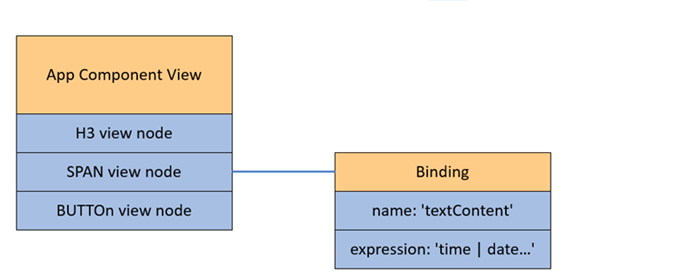 App Component View
H3 view node
SPAN view node
BUTTOn view node
Binding
name: 'textContent'
expression: 'time | date...'